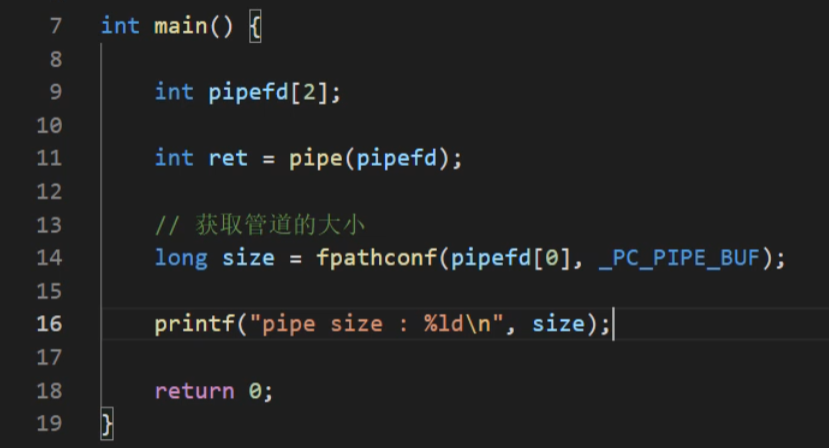 7 int main() {
8
9 int pipefd[2];
10
11 int ret = pipe(pipefd);
12
13 // 获取管道的大小
14 long size = fpathconf(pipefd[0], _PC_PIPE_BUF);
15
16 printf("pipe size : %ld\n", size);
17
18 return 0;
19 }